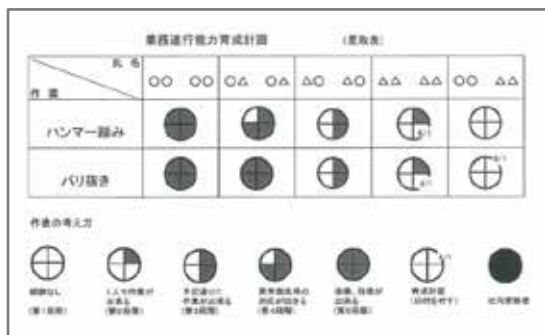 業務遂行能力育成計画 (星取表)
氏名
作業
○○ ○○ ○△ ○△ △○ △○ △△ △△ ○○ △△
ハンマー踏み
バリ抜き
作表の考え方
経験なし
(第1段階)
1人で作業が
出来る
(第2段階)
手順通りに
作業が出来る
(第3段階)
異常発生時の
対応が出来る
(第4段階)
改善、指導が
出来る
(第5段階)
育成計画
(日付を付す)
社内資格者